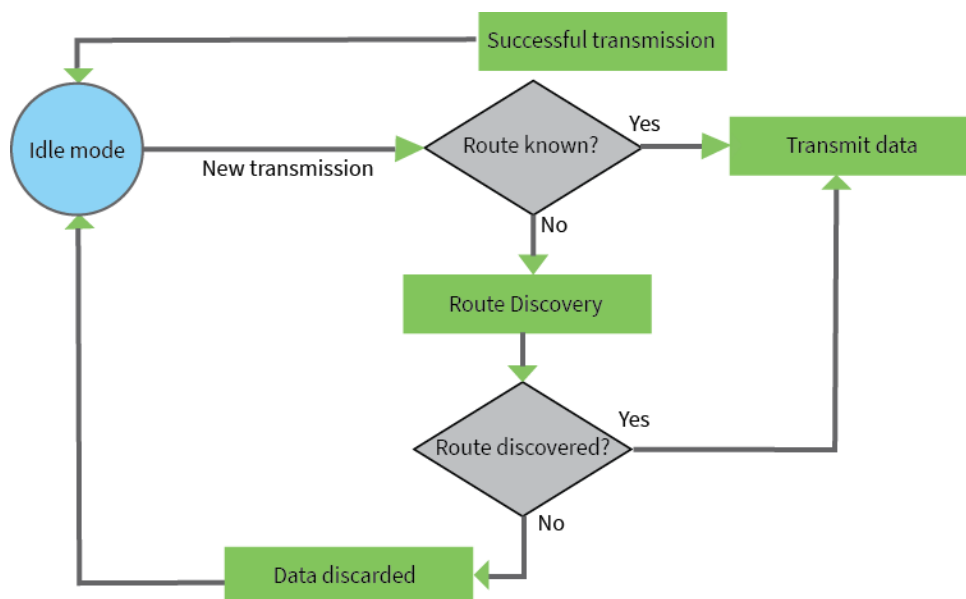 Successful transmission
Idle mode
New transmission
Route known?
Yes
Transmit data
No
Route Discovery
Route discovered?
Yes
No
Data discarded